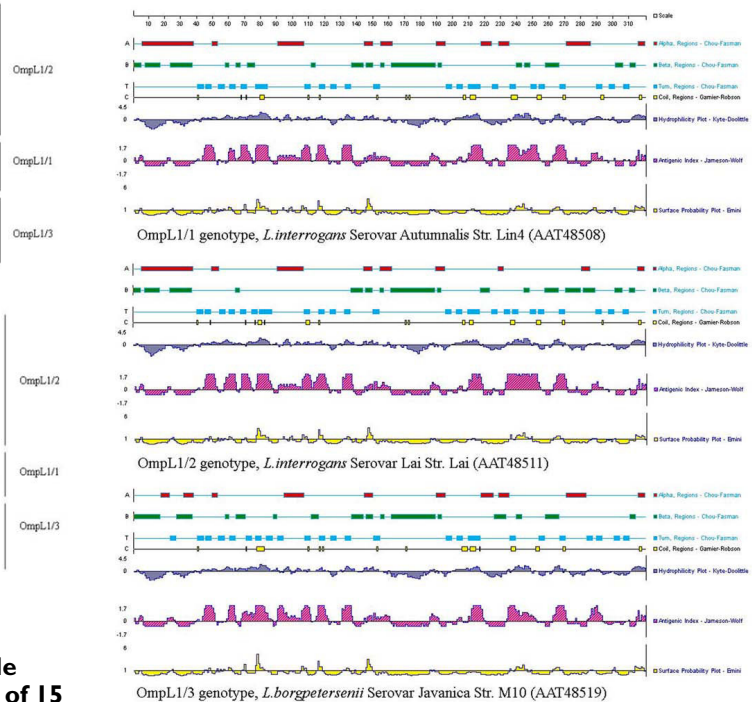 10 20 30 40 50 60 70 80 90 100 110 120 130 140 150 160 170 180 190 200 210 220 230 240 250 260 270 280 290 300 310
Scale
A Alpha, Regions - Chou-Fasman
B Beta, Regions - Chou-Fasman
T Turn, Regions - Chou-Fasman
C Coil, Regions - Garnier-Robson
4.5
0 Hydrophilicity Plot - Kyte-Doolittle
1.7
0 Antigenic Index - Jameson-Wolf
-1.7
6
1 Surface Probability Plot - Emini
OmpL1/1 genotype, L.interrogans Serovar Autumnalis Str. Lin4 (AAT48508)
A Alpha, Regions - Chou-Fasman
B Beta, Regions - Chou-Fasman
T Turn, Regions - Chou-Fasman
C Coil, Regions - Garnier-Robson
4.5
0 Hydrophilicity Plot - Kyte-Doolittle
1.7
0 Antigenic Index - Jameson-Wolf
-1.7
6
1 Surface Probability Plot - Emini
OmpL1/2 genotype, L.interrogans Serovar Lai Str. Lai (AAT48511)
A Alpha, Regions - Chou-Fasman
B Beta, Regions - Chou-Fasman
T Turn, Regions - Chou-Fasman
C Coil, Regions - Garnier-Robson
4.5
0 Hydrophilicity Plot - Kyte-Doolittle
1.7
0 Antigenic Index - Jameson-Wolf
-1.7
6
1 Surface Probability Plot - Emini
OmpL1/3 genotype, L.borgpetersenii Serovar Javanica Str. M10 (AAT48519)
OmpL1/2
OmpL1/1
OmpL1/3
OmpL1/2
OmpL1/1
OmpL1/3
le
of 15